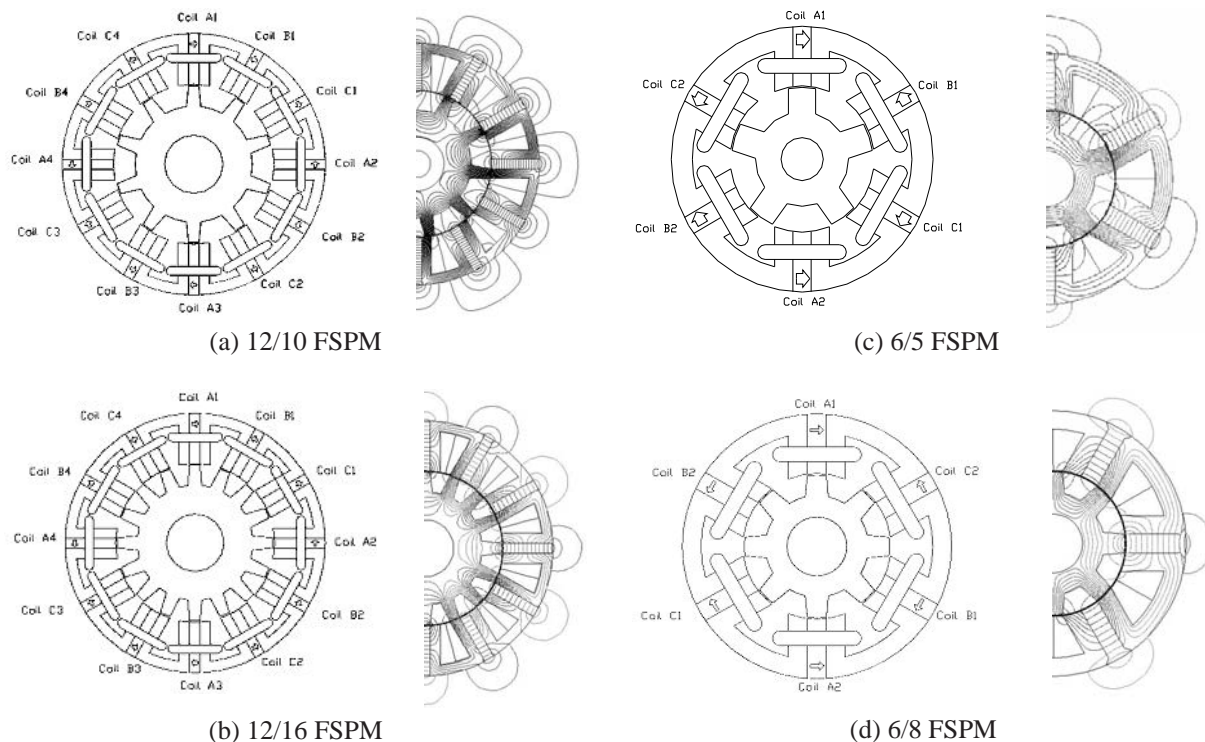 Coil A1
Coil C4
Coil B1
Coil B4
Coil C1
Coil A4
Coil A2
Coil C3
Coil B2
Coil B3
Coil C2
Coil A3
(a) 12/10 FSPM
Coil A1
Coil C2
Coil B1
Coil B2
Coil C1
Coil A2
(c) 6/5 FSPM
Coil A1
Coil C4
Coil B1
Coil B4
Coil C1
Coil A4
Coil A2
Coil C3
Coil B2
Coil B3
Coil C2
Coil A3
(b) 12/16 FSPM
Coil A1
Coil B2
Coil C2
Coil C1
Coil B1
Coil A2
(d) 6/8 FSPM